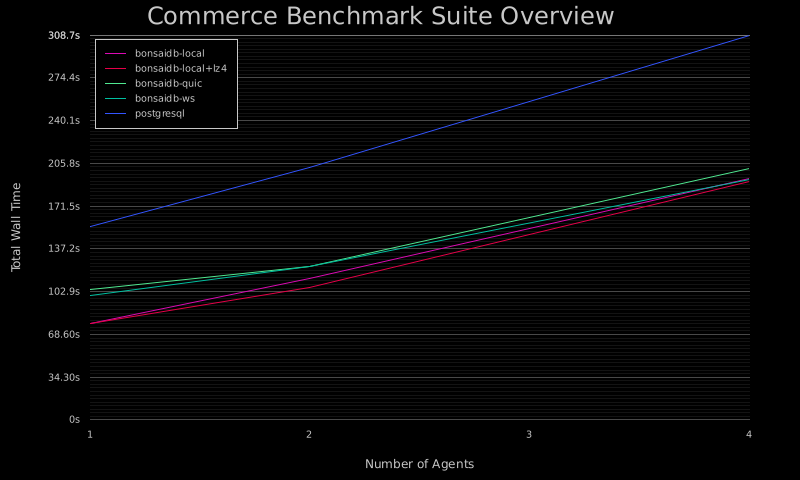 Commerce Benchmark Suite Overview
308.7s
274.4s
240.1s
205.8s
171.5s
137.2s
102.9s
68.60s
34.30s
0s
bonsaidb-local
bonsaidb-local+lz4
bonsaidb-quic
bonsaidb-ws
postgresql
Total Wall Time
1
2
3
4
Number of Agents